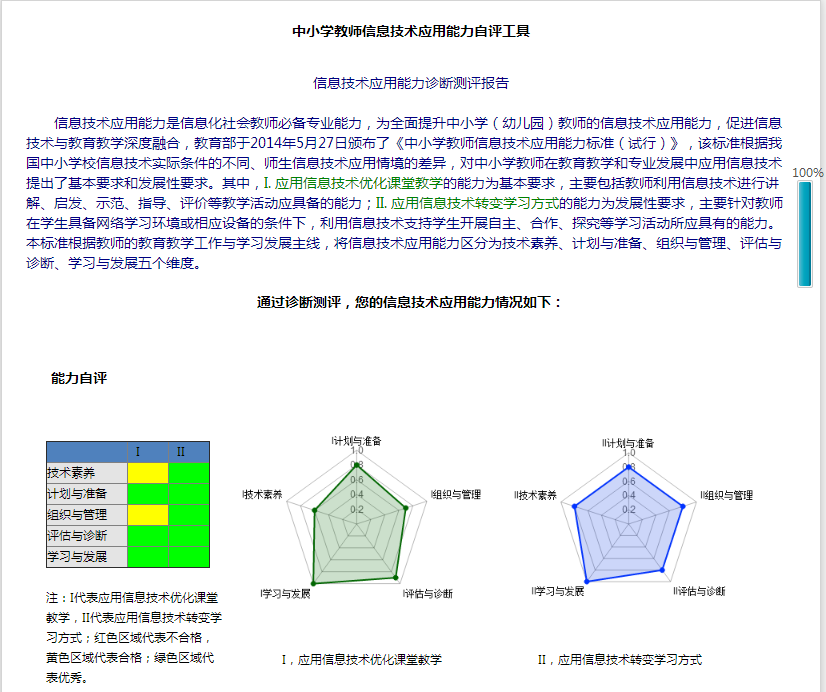 中小学教师信息技术应用能力自评工具
信息技术应用能力诊断测评报告
信息技术应用能力是信息化社会教师必备专业能力，为全面提升中小学（幼儿园）教师的信息技术应用能力，促进信息
技术与教育教学深度融合，教育部于2014年5月27日颁布了《中小学教师信息技术应用能力标准（试行）》，该标准根据我
国中小学校信息技术实际条件的不同、师生信息技术应用情境的差异，对中小学教师在教育教学和专业发展中应用信息技术
提出了基本要求和发展性要求。其中，I. 应用信息技术优化课堂教学的能力为基本要求，主要包括教师利用信息技术进行讲
解、启发、示范、指导、评价等教学活动应具备的能力；II. 应用信息技术转变学习方式的能力为发展性要求，主要针对教师
在学生具备网络学习环境或相应设备的条件下，利用信息技术支持学生开展自主、合作、探究等学习活动所应具有的能力。
本标准根据教师的教育教学工作与学习发展主线，将信息技术应用能力区分为技术素养、计划与准备、组织与管理、评估与
诊断、学习与发展五个维度。
100%
通过诊断测评，您的信息技术应用能力情况如下：
能力自评
I II
技术素养
计划与准备
组织与管理
评估与诊断
学习与发展
注：I代表应用信息技术优化课堂
教学，II代表应用信息技术转变学
习方式；红色区域代表不合格，
黄色区域代表合格；绿色区域代
表优秀。
I计划与准备
1.0
0.8
0.6
0.4
0.2
I技术素养
I组织与管理
I学习与发展
I评估与诊断
I，应用信息技术优化课堂教学
II计划与准备
1.0
0.8
0.6
0.4
0.2
II技术素养
II组织与管理
II学习与发展
II评估与诊断
II，应用信息技术转变学习方式